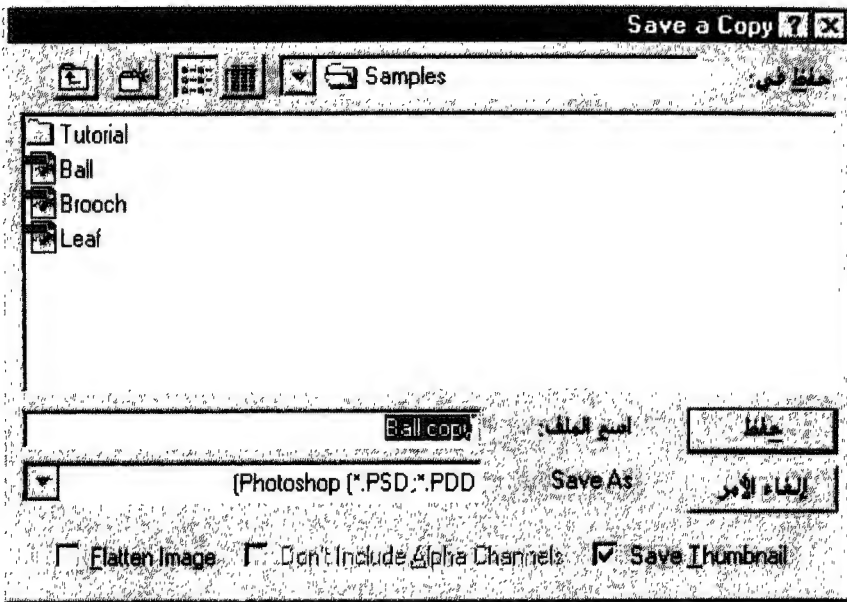 Save a Copy
حفظ في: Samples
Tutorial
Ball
Brooch
Leaf
اسم الملف: Ball copy
حفظ
Save As (Photoshop (*.PSD;*.PDD
إلغاء الأمر
Flatten Image Don't Include Alpha Channels Save Thumbnail